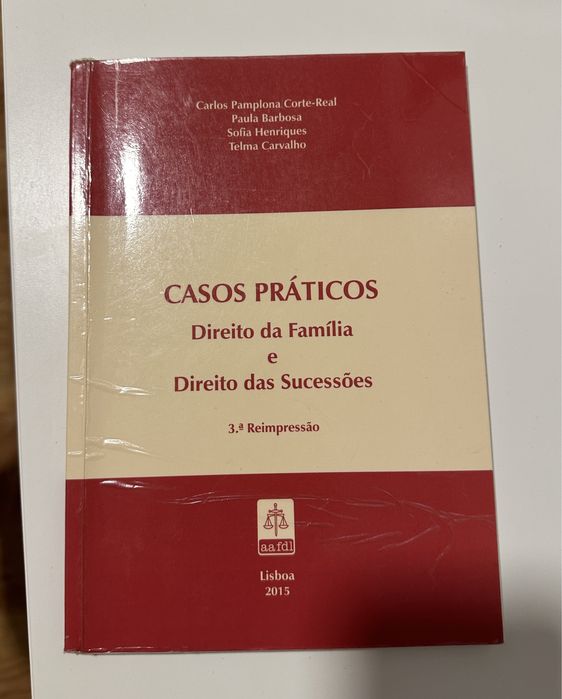 Carlos Pamplona Corte-Real
Paula Barbosa
Sofia Henriques
Telma Carvalho
CASOS PRÁTICOS
Direito da Família
e
Direito das Sucessões
3.ª Reimpressão
aafdl
Lisboa
2015